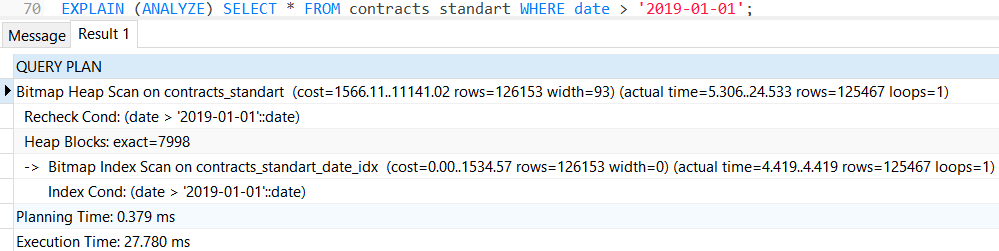 70 EXPLAIN (ANALYZE) SELECT * FROM contracts_standart WHERE date > '2019-01-01';
Message Result 1
QUERY PLAN
Bitmap Heap Scan on contracts_standart (cost=1566.11..11141.02 rows=126153 width=93) (actual time=5.306..24.533 rows=125467 loops=1)
Recheck Cond: (date > '2019-01-01'::date)
Heap Blocks: exact=7998
-> Bitmap Index Scan on contracts_standart_date_idx (cost=0.00..1534.57 rows=126153 width=0) (actual time=4.419..4.419 rows=125467 loops=1)
Index Cond: (date > '2019-01-01'::date)
Planning Time: 0.379 ms
Execution Time: 27.780 ms